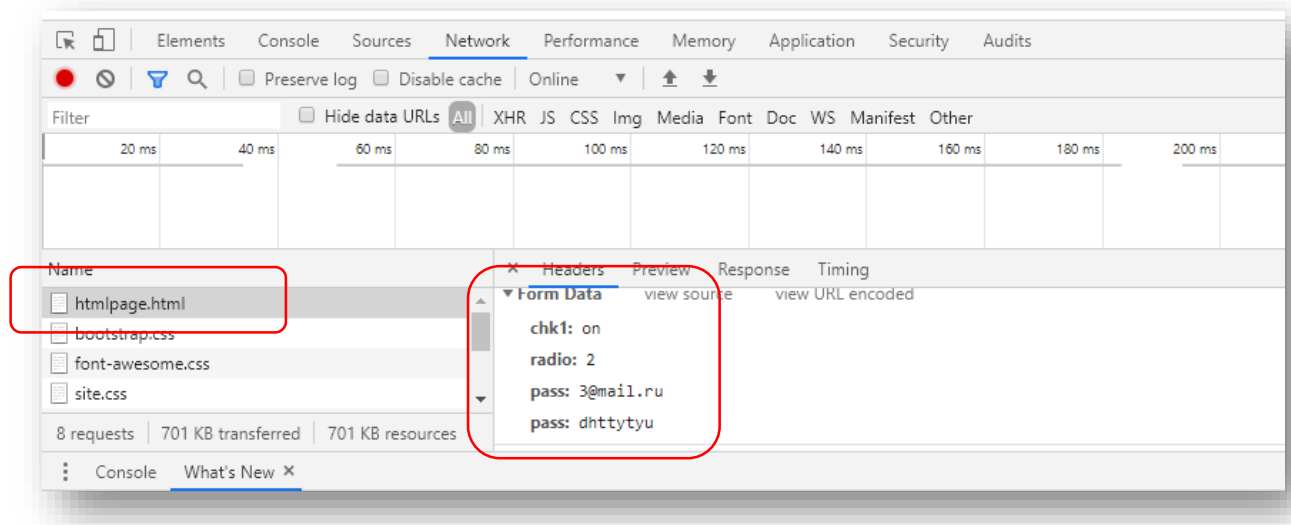 Elements Console Sources Network Performance Memory Application Security Audits
Preserve log Disable cache Online
Filter Hide data URLs All XHR JS CSS Img Media Font Doc WS Manifest Other
20 ms 40 ms 60 ms 80 ms 100 ms 120 ms 140 ms 160 ms 180 ms 200 ms
Name
htmlpage.html
bootstrap.css
font-awesome.css
site.css
8 requests 701 KB transferred 701 KB resources
× Headers Preview Response Timing
Form Data view source view URL encoded
chk1: on
radio: 2
pass: 3@mail.ru
pass: dhttytyu
Console What's New ×